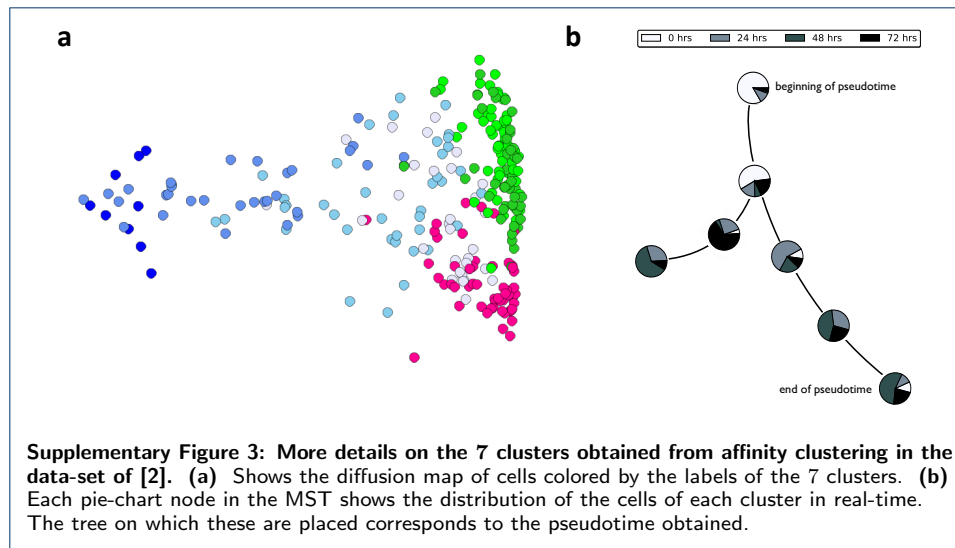 a
b
0 hrs 24 hrs 48 hrs 72 hrs
beginning of pseudotime
end of pseudotime
Supplementary Figure 3: More details on the 7 clusters obtained from affinity clustering in the
data-set of [2]. (a) Shows the diffusion map of cells colored by the labels of the 7 clusters. (b)
Each pie-chart node in the MST shows the distribution of the cells of each cluster in real-time.
The tree on which these are placed corresponds to the pseudotime obtained.